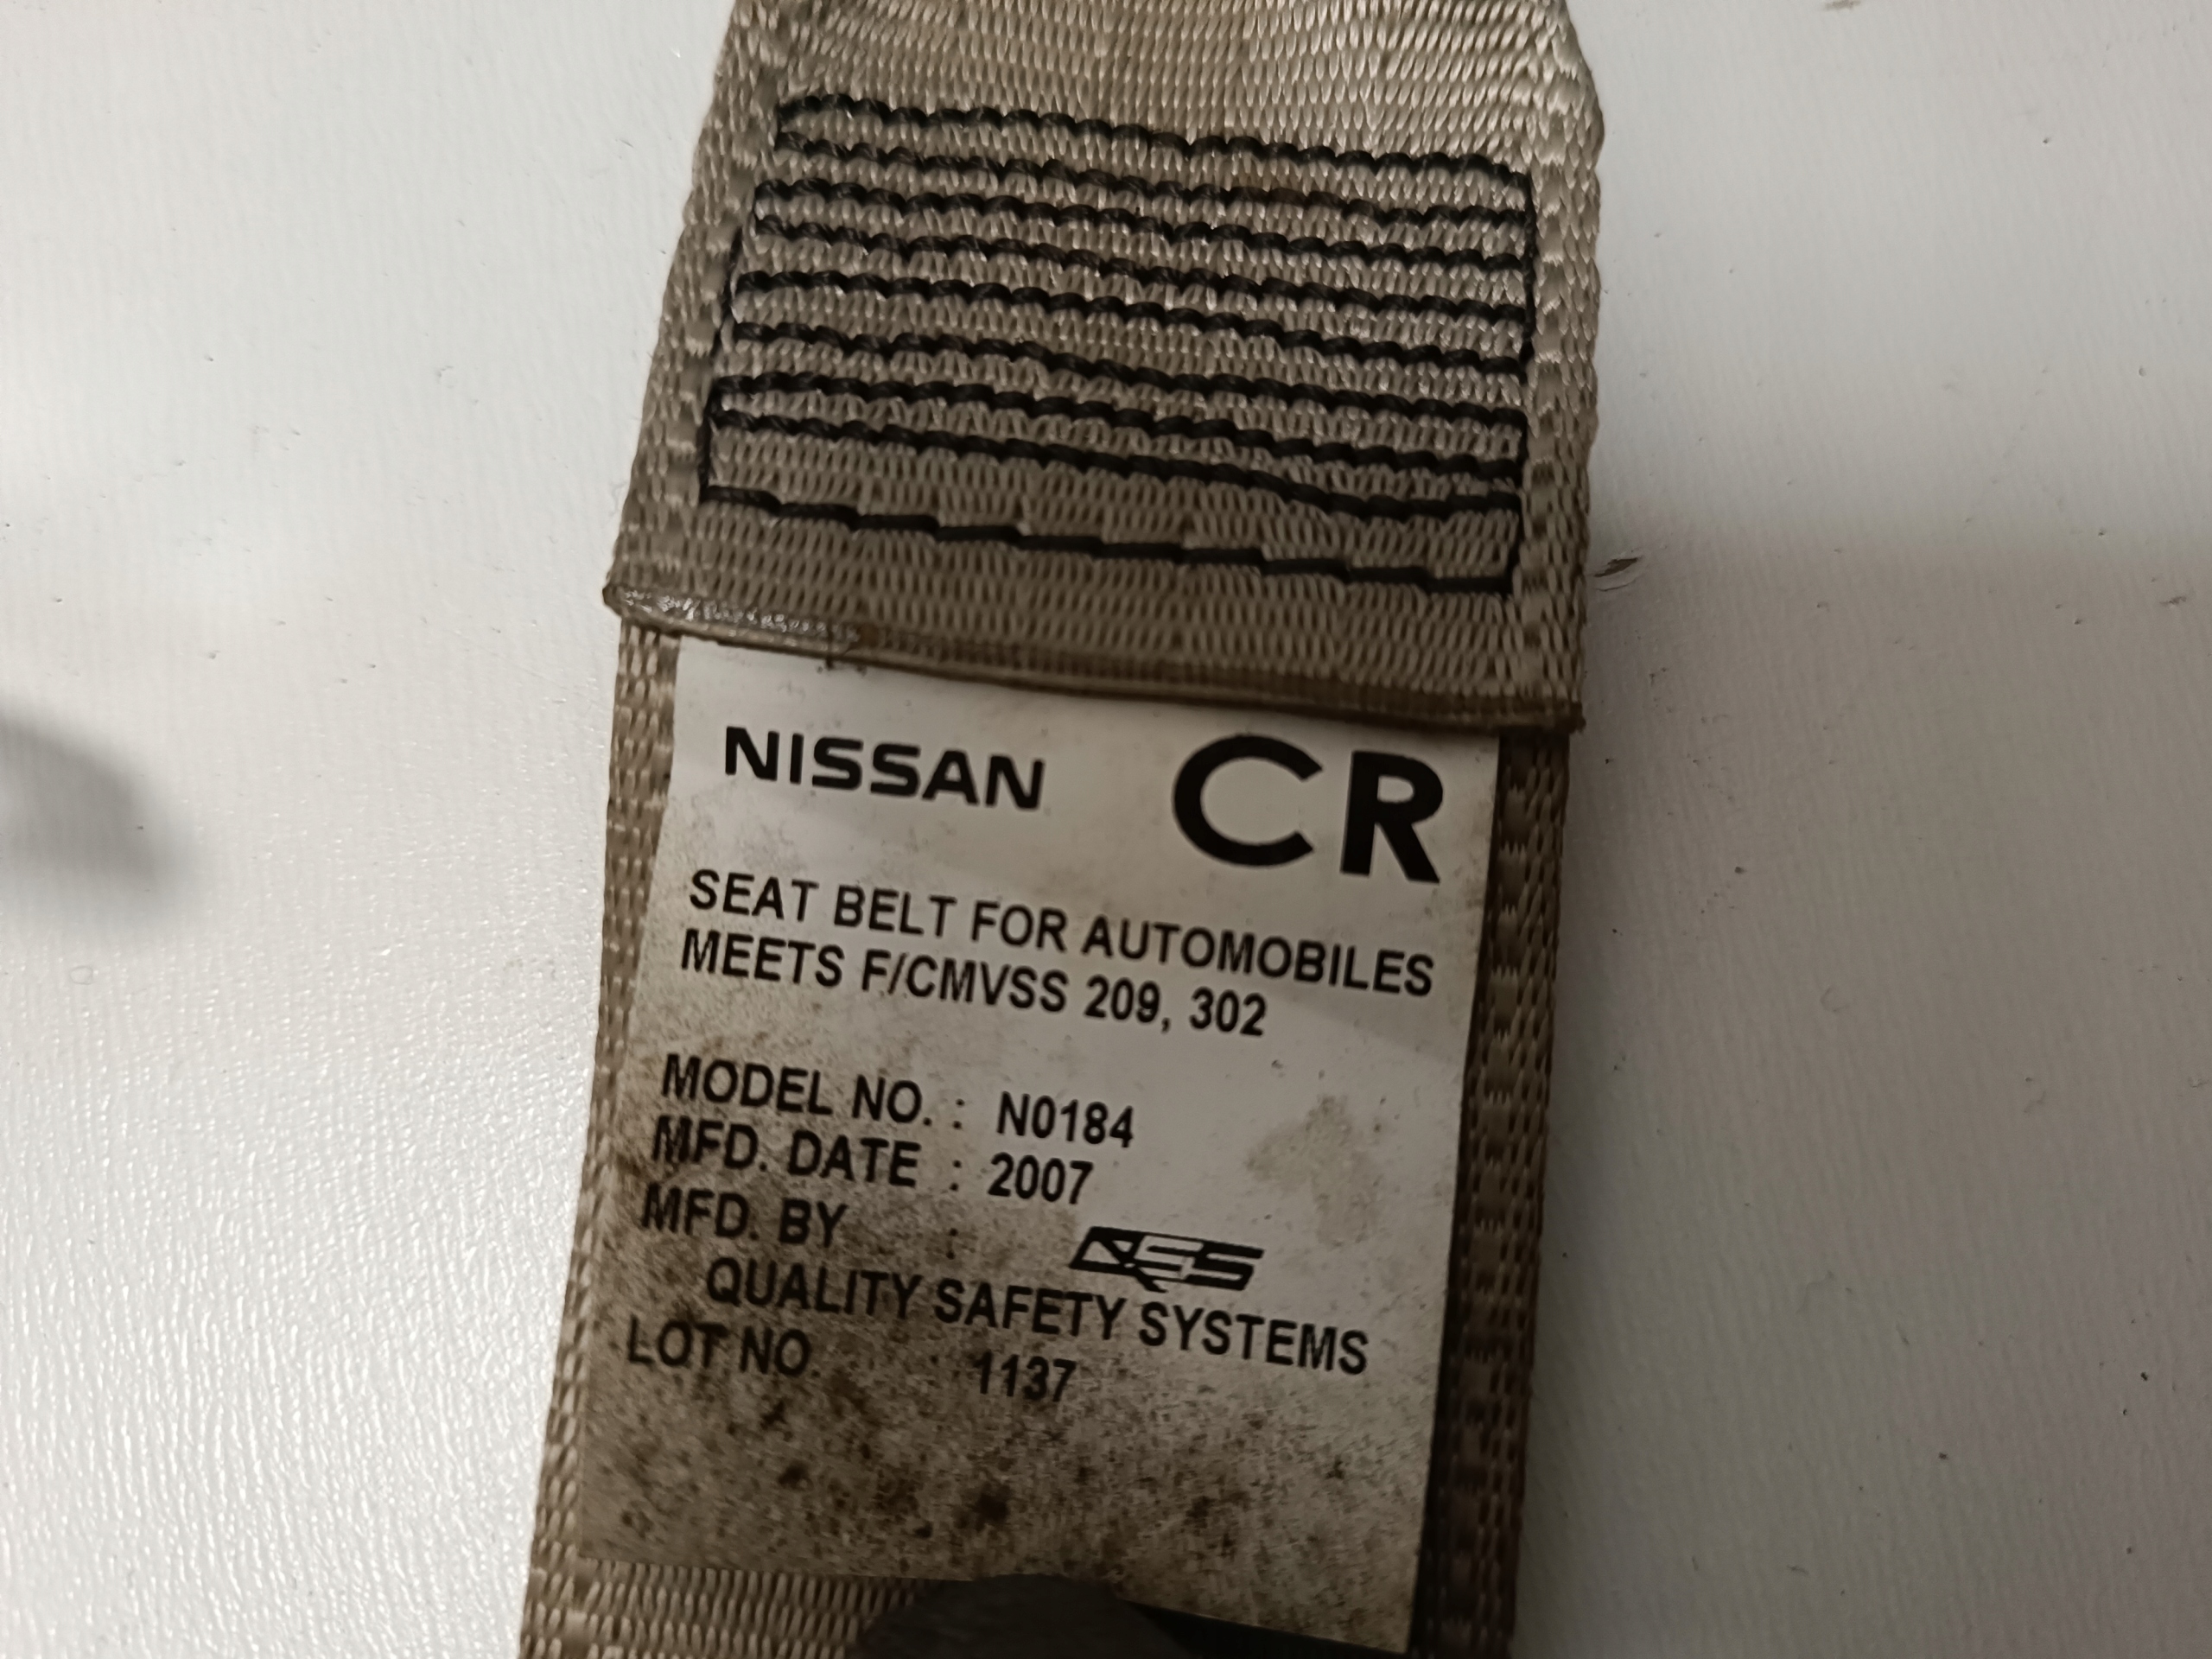 NISSAN CR
SEAT BELT FOR AUTOMOBILES
MEETS F/CMVSS 209, 302
MODEL NO. : N0184
MFD. DATE : 2007
MFD. BY : QSS
QUALITY SAFETY SYSTEMS
LOT NO. : 1137